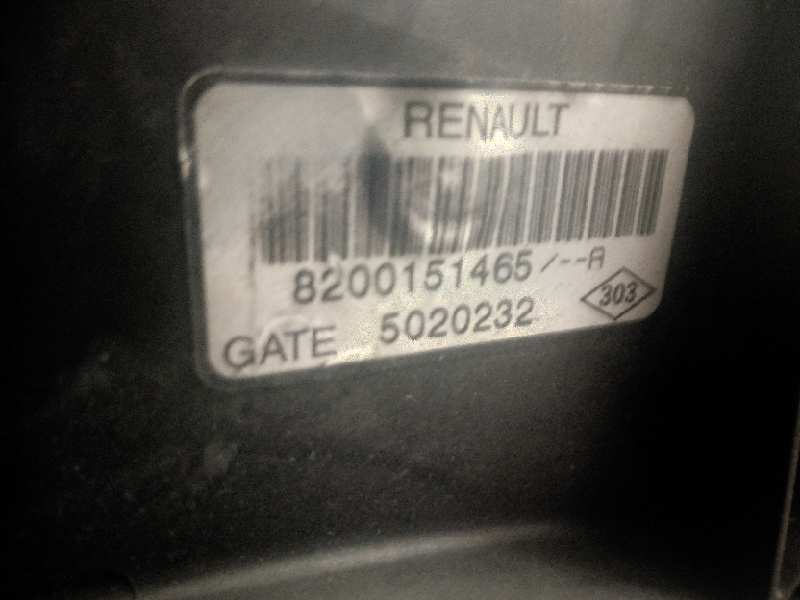 RENAULT
8200151465/--A
303
GATE 5020232